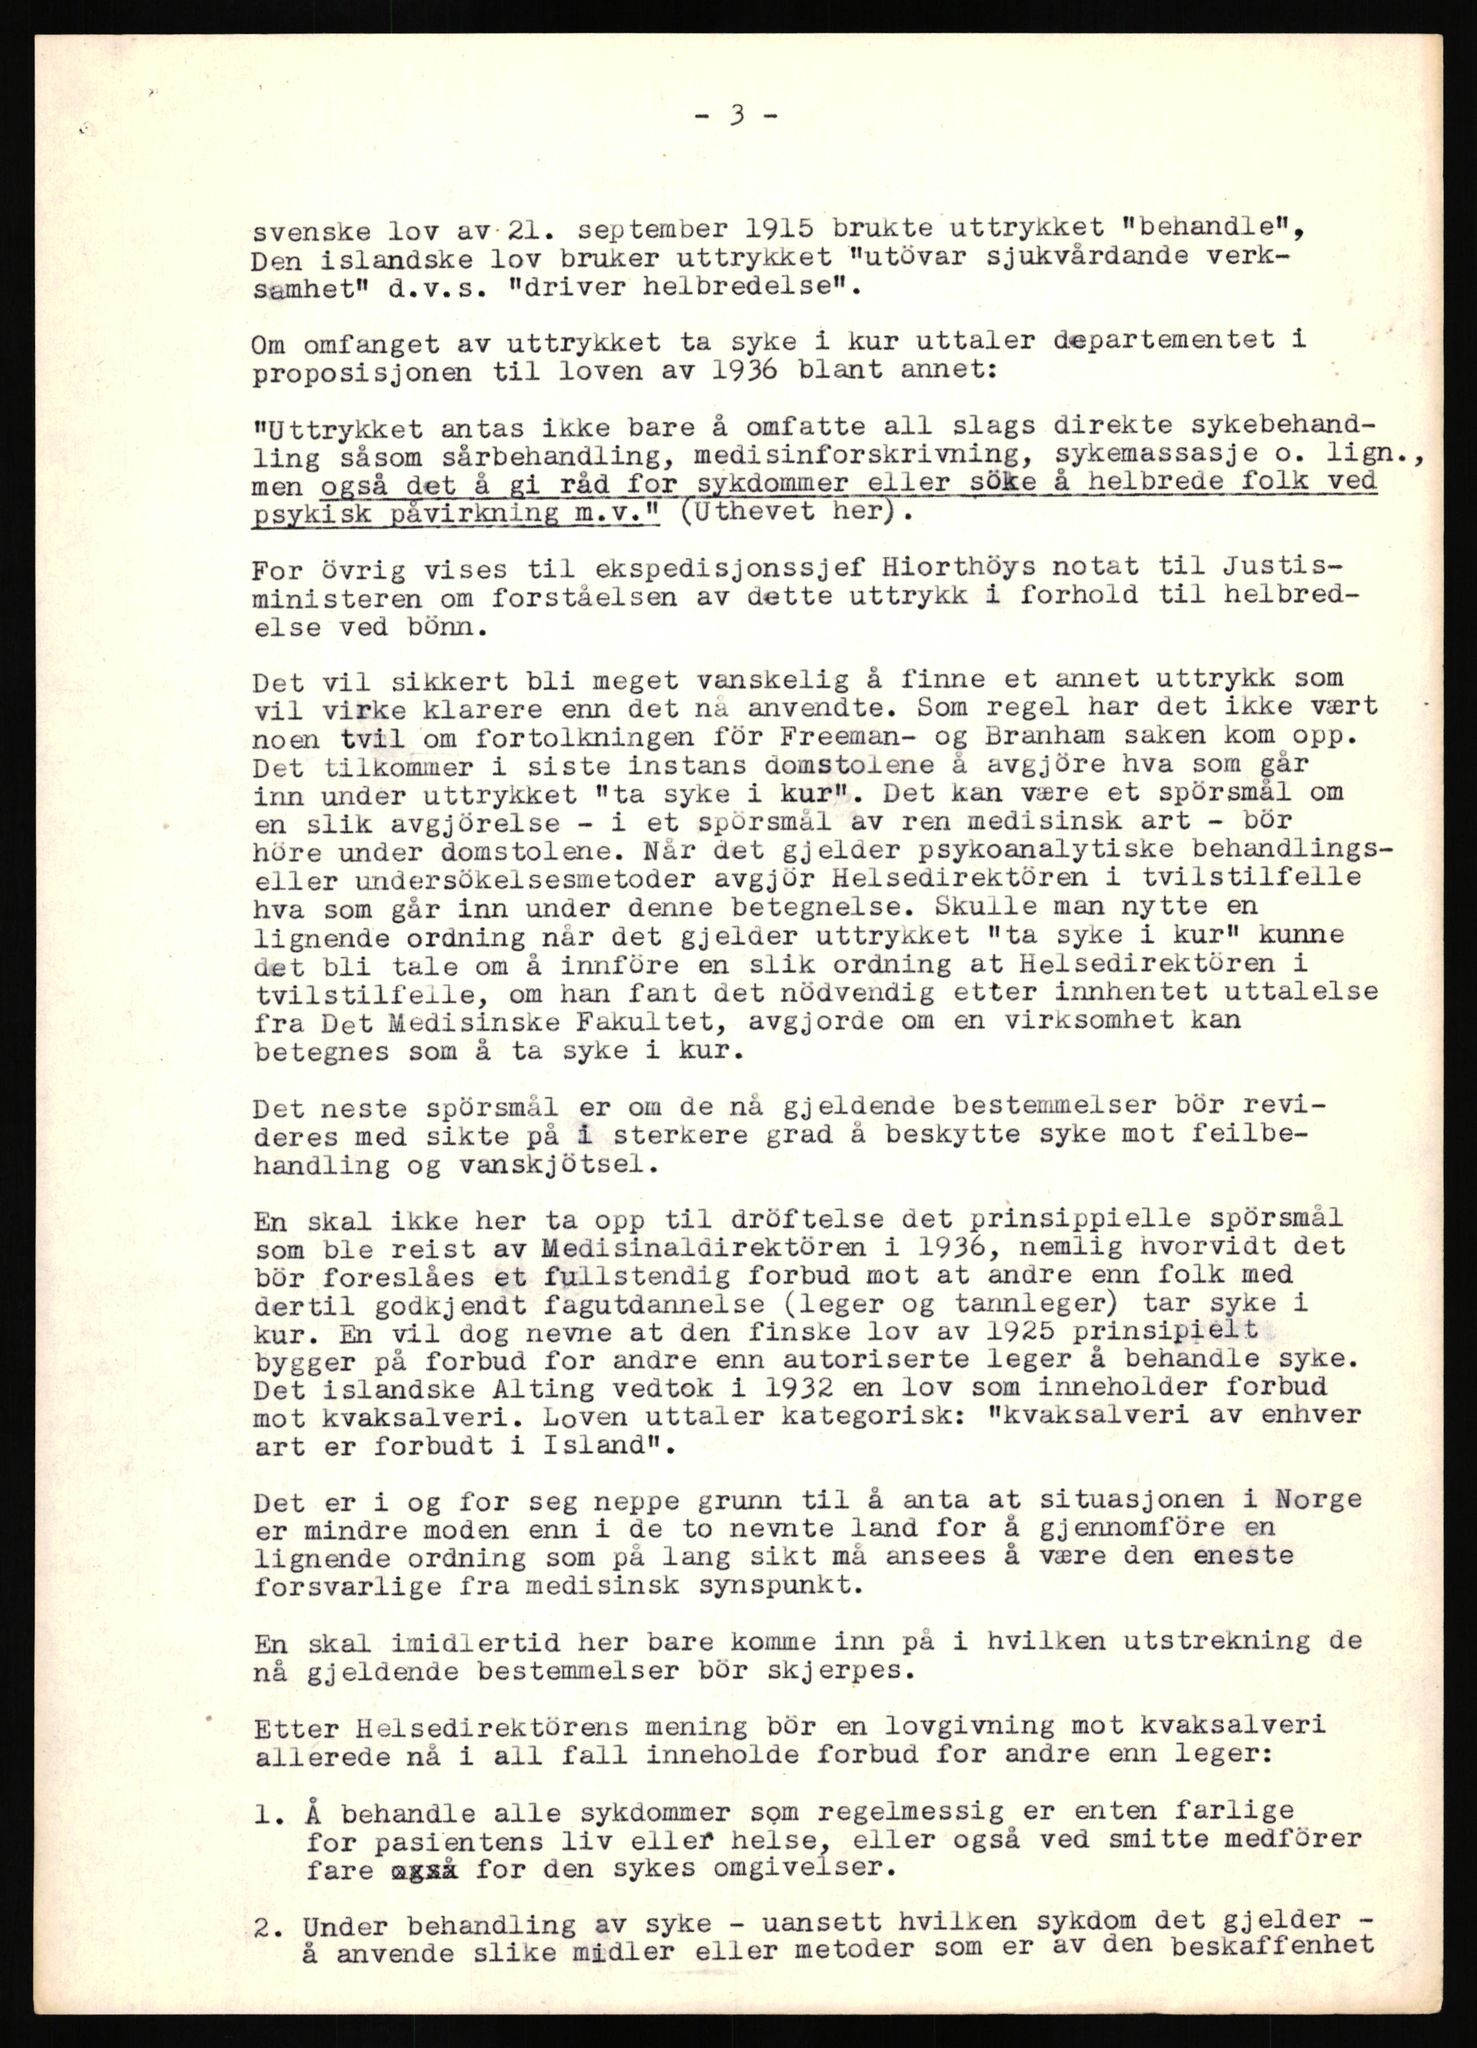 - 3 -
svenske lov av 21. september 1915 brukte uttrykket "behandle",
Den islandske lov bruker uttrykket "utövar sjukvårdande verk-
samhet" d.v.s. "driver helbredelse".
Om omfanget av uttrykket ta syke i kur uttaler departementet i
proposisjonen til loven av 1936 blant annet:
"Uttrykket antas ikke bare å omfatte all slags direkte sykebehand-
ling såsom sårbehandling, medisinforskrivning, sykemassasje o. lign.,
men også det å gi råd for sykdommer eller söke å helbrede folk ved
psykisk påvirkning m.v." (Uthevet her).
For övrig vises til ekspedisjonssjef Hiorthöys notat til Justis-
ministeren om forståelsen av dette uttrykk i forhold til helbred-
else ved bönn.
Det vil sikkert bli meget vanskelig å finne et annet uttrykk som
vil virke klarere enn det nå anvendte. Som regel har det ikke vært
noen tvil om fortolkningen för Freeman- og Branham saken kom opp.
Det tilkommer i siste instans domstolene å avgjöre hva som går
inn under uttrykket "ta syke i kur". Det kan være et spörsmål om
en slik avgjörelse - i et spörsmål av ren medisinsk art - bör
höre under domstolene. Når det gjelder psykoanalytiske behandlings-
eller undersökelsesmetoder avgjör Helsedirektören i tvilstilfelle
hva som går inn under denne betegnelse. Skulle man nytte en
lignende ordning når det gjelder uttrykket "ta syke i kur" kunne
det bli tale om å innföre en slik ordning at Helsedirektören i
tvilstilfelle, om han fant det nödvendig etter innhentet uttalelse
fra Det Medisinske Fakultet, avgjorde om en virksomhet kan
betegnes som å ta syke i kur.
Det neste spörsmål er om de nå gjeldende bestemmelser bör revi-
deres med sikte på i sterkere grad å beskytte syke mot feilbe-
handling og vanskjötsel.
En skal ikke her ta opp til dröftelse det prinsippielle spörsmål
som ble reist av Medisinaldirektören i 1936, nemlig hvorvidt det
bör foreslåes et fullstendig forbud mot at andre enn folk med
dertil godkjendt fagutdannelse (leger og tannleger) tar syke i
kur. En vil dog nevne at den finske lov av 1925 prinsipielt
bygger på forbud for andre enn autoriserte leger å behandle syke.
Det islandske Alting vedtok i 1932 en lov som inneholder forbud
mot kvaksalveri. Loven uttaler kategorisk: "kvaksalveri av enhver
art er forbudt i Island".
Det er i og for seg neppe grunn til å anta at situasjonen i Norge
er mindre moden enn i de to nevnte land for å gjennomföre en
lignende ordning som på lang sikt må ansees å være den eneste
forsvarlige fra medisinsk synspunkt.
En skal imidlertid her bare komme inn på i hvilken utstrekning de
nå gjeldende bestemmelser bör skjerpes.
Etter Helsedirektörens mening bör en lovgivning mot kvaksalveri
allerede nå i all fall inneholde forbud for andre enn leger:
1. Å behandle alle sykdommer som regelmessig er enten farlige
for pasientens liv eller helse, eller også ved smitte medförer
fare også for den sykes omgivelser.
2. Under behandling av syke - uansett hvilken sykdom det gjelder -
å anvende slike midler eller metoder som er av den beskaffenhet